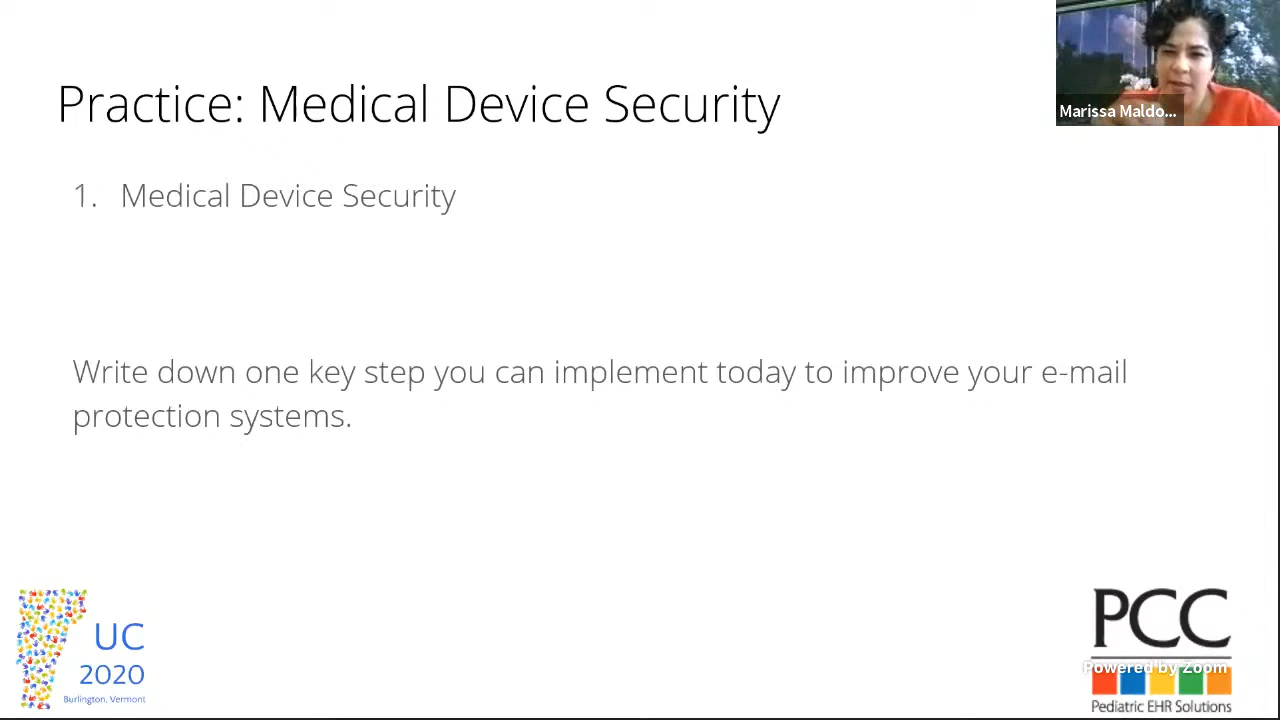 Practice: Medical Device Security
Marissa Maldo...
1. Medical Device Security
Write down one key step you can implement today to improve your e-mail
protection systems.
UC
2020
Burlington, Vermont
PCC
Powered by Zoom
Pediatric EHR Solutions